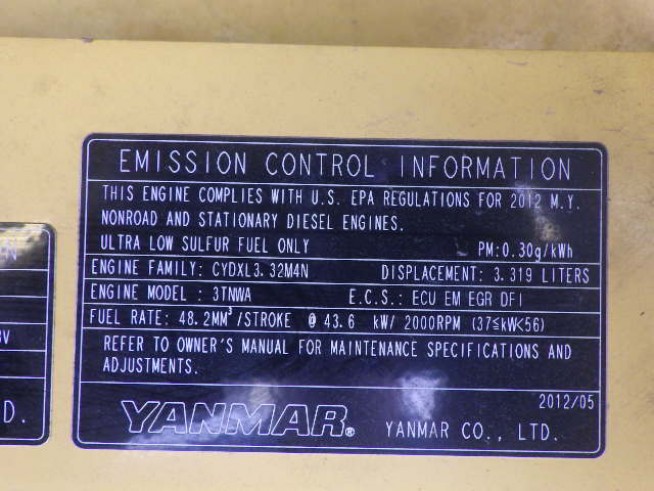 EMISSION CONTROL INFORMATION
THIS ENGINE COMPLIES WITH U.S. EPA REGULATIONS FOR 2012 M.Y.
NONROAD AND STATIONARY DIESEL ENGINES.
ULTRA LOW SULFUR FUEL ONLY PM:0.30g/kWh
ENGINE FAMILY: CYDXL3.32M4N DISPLACEMENT: 3.319 LITERS
ENGINE MODEL : 3TNWA E.C.S.: ECU EM EGR DFI
FUEL RATE: 48.2MM³/STROKE @ 43.6 kW/ 2000RPM (37≦kW<56)
REFER TO OWNER'S MANUAL FOR MAINTENANCE SPECIFICATIONS AND
ADJUSTMENTS.
2012/05
YANMAR® YANMAR CO., LTD.
D.